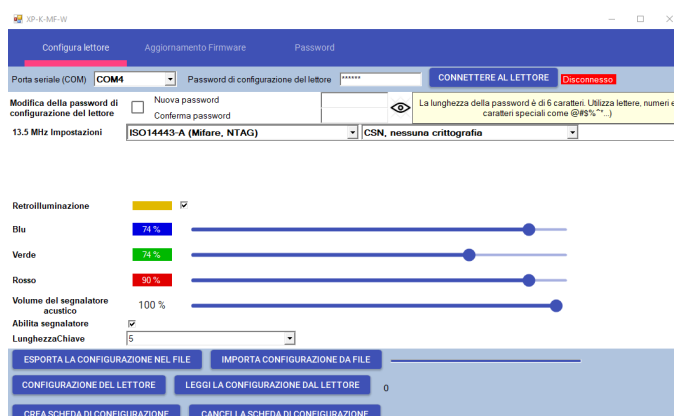 XP-K-MF-W
Configura lettore Aggiornamento Firmware Password
Porta seriale (COM) COM4 Password di configurazione del lettore ****** CONNETTERE AL LETTORE Disconnesso
Modifica della password di configurazione del lettore
Nuova password
Conferma password
La lunghezza della password è di 6 caratteri. Utilizza lettere, numeri e
caratteri speciali come @#$%^*...)
13.5 MHz Impostazioni ISO14443-A (Mifare, NTAG) CSN, nessuna crittografia
Retroilluminazione
Blu 74 %
Verde 74 %
Rosso 90 %
Volume del segnalatore
acustico
100 %
Abilita segnalatore
LunghezzaChiave 5
ESPORTA LA CONFIGURAZIONE NEL FILE IMPORTA CONFIGURAZIONE DA FILE
CONFIGURAZIONE DEL LETTORE LEGGI LA CONFIGURAZIONE DAL LETTORE 0
CREA SCHEDA DI CONFIGURAZIONE CANCELLA SCHEDA DI CONFIGURAZIONE